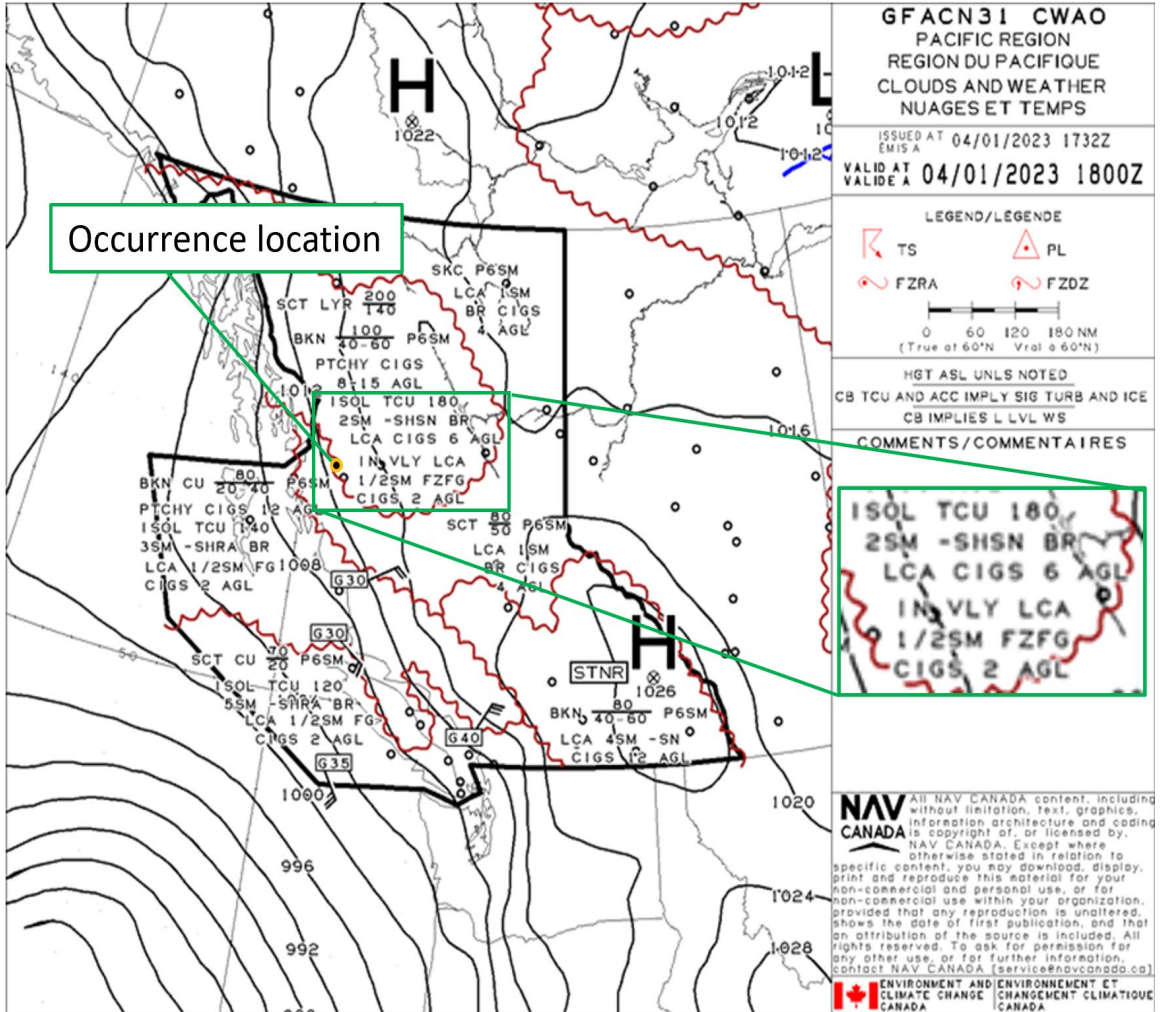 GFACN31 CWAO
PACIFIC REGION
REGION DU PACIFIQUE
CLOUDS AND WEATHER
NUAGES ET TEMPS
ISSUED AT
ÉMIS A
04/01/2023 1732Z
VALID AT
VALIDE A
04/01/2023 1800Z
LEGEND/LÉGENDE
TS
PL
FZRA
FZDZ
0 60 120 180 NM
(True at 60°N Vrai à 60°N)
HGT ASL UNLS NOTED
CB TCU AND ACC IMPLY SIG TURB AND ICE
CB IMPLIES L LVL WS
COMMENTS/COMMENTAIRES
ISOL TCU 180
2SM -SHSN BR
LCA CIGS 6 AGL
IN VLY LCA
1/2SM FZFG
CIGS 2 AGL
NAV
CANADA
All NAV CANADA content, including
without limitation, text, graphics,
information architecture and coding
is copyright of, or licensed by,
NAV CANADA. Except where
otherwise stated in relation to
specific content, you may download, display,
print and reproduce this material for your
non-commercial and personal use, or for
non-commercial use within your organization,
provided that any reproduction is unaltered,
shows the date of first publication, and that
an attribution of the source is included. All
rights reserved. To ask for permission for
any other use, or for further information,
contact NAV CANADA (service@navcanada.ca)
ENVIRONMENT AND
CLIMATE CHANGE
CANADA
ENVIRONNEMENT ET
CHANGEMENT CLIMATIQUE
CANADA
H
1022
1012
1012
1012
L
140
Occurrence location
SKC P6SM
LCA 1SM
BR CIGS
4 AGL
SCT LYR 200
140
BKN 100
40-60 P6SM
PTCHY CIGS
8-15 AGL
ISOL TCU 180
2SM -SHSN BR
LCA CIGS 6 AGL
IN VLY LCA
1/2SM FZFG
CIGS 2 AGL
1012
1016
BKN CU 80
20-40 P6SM
PTCHY CIGS 12 AGL
ISOL TCU 140
3SM -SHRA BR
LCA 1/2SM FG
CIGS 2 AGL
1008
SCT 80
50 P6SM
LCA 1SM
BR CIGS
4 AGL
G30
G30
50
SCT CU 70
20 P6SM
ISOL TCU 120
5SM -SHRA BR
LCA 1/2SM FG
CIGS 2 AGL
G40
G35
H
STNR
1026
BKN 80
40-60 P6SM
LCA 4SM -SN
CIGS 12 AGL
1000
1020
996
1024
992
1028